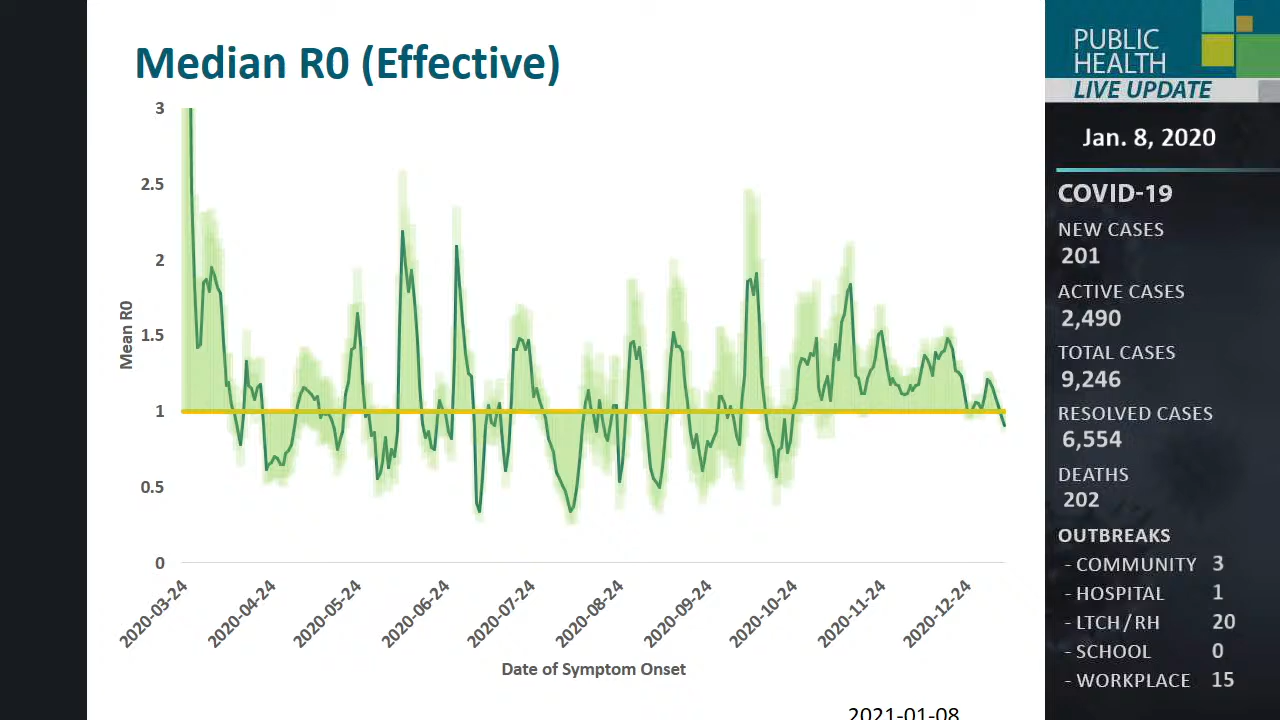 Median R0 (Effective)
3
2.5
2
1.5
1
0.5
0
Mean R0
2020-03-24
2020-04-24
2020-05-24
2020-06-24
2020-07-24
2020-08-24
2020-09-24
2020-10-24
2020-11-24
2020-12-24
Date of Symptom Onset
2021-01-08
PUBLIC
HEALTH
LIVE UPDATE
Jan. 8, 2020
COVID-19
NEW CASES
201
ACTIVE CASES
2,490
TOTAL CASES
9,246
RESOLVED CASES
6,554
DEATHS
202
OUTBREAKS
- COMMUNITY 3
- HOSPITAL 1
- LTCH/RH 20
- SCHOOL 0
- WORKPLACE 15